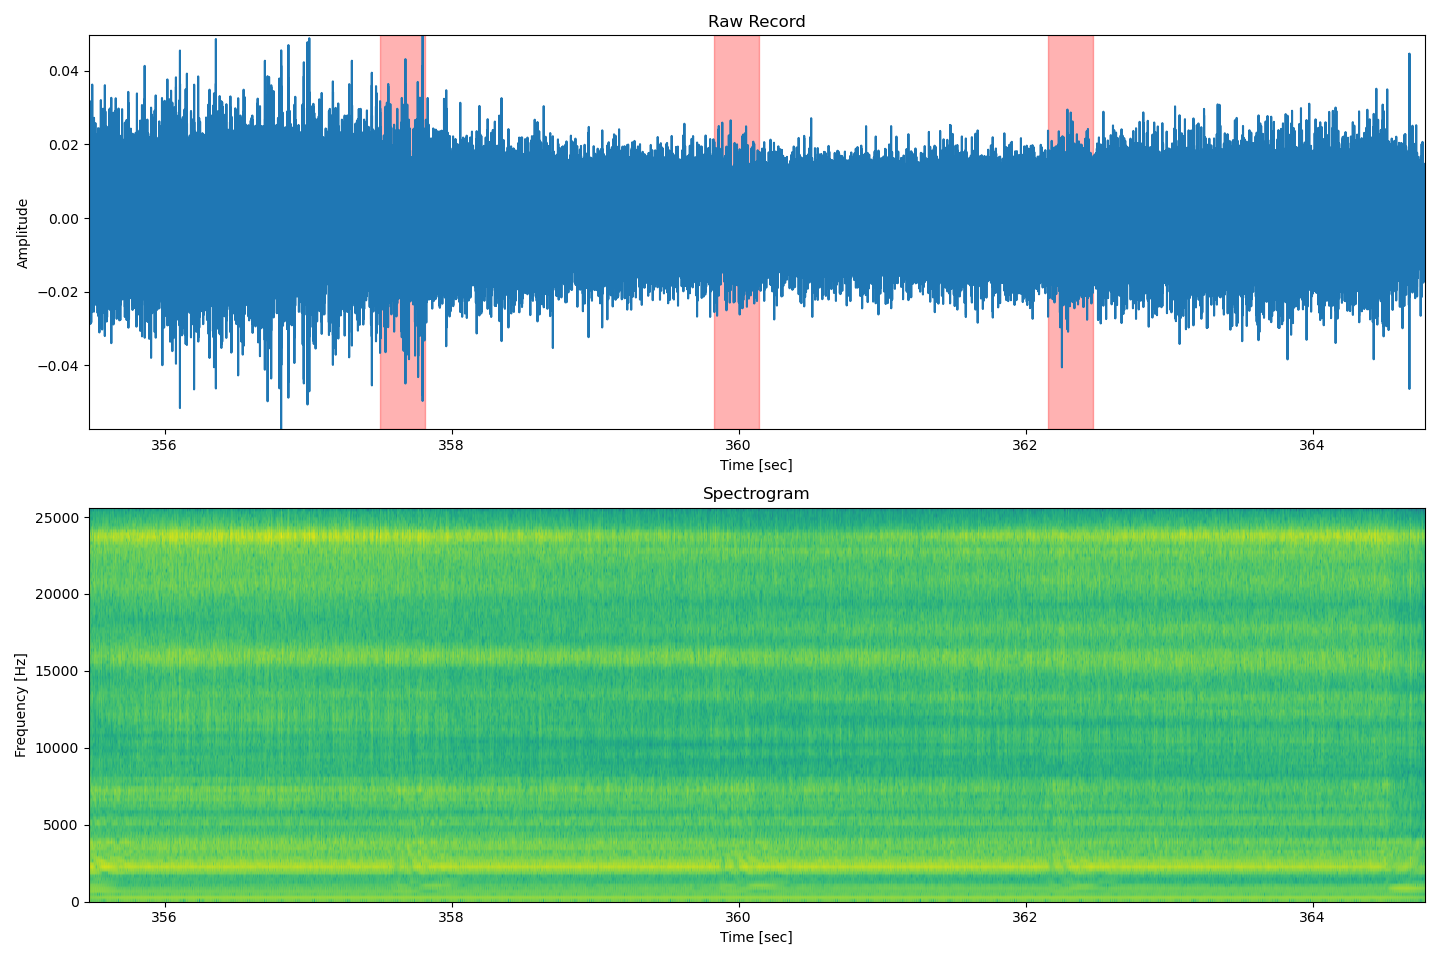 Raw Record
0.04
0.02
0.00
−0.02
−0.04
Amplitude
356 358 360 362 364
Time [sec]
Spectrogram
25000
20000
15000
10000
5000
0
Frequency [Hz]
356 358 360 362 364
Time [sec]